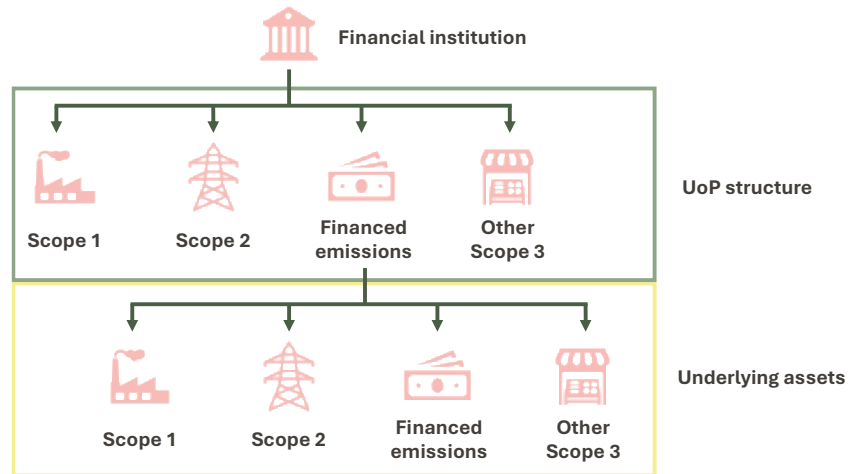 Financial institution
UoP structure
Scope 1
Scope 2
Financed
emissions
Other
Scope 3
Underlying assets
Scope 1
Scope 2
Financed
emissions
Other
Scope 3